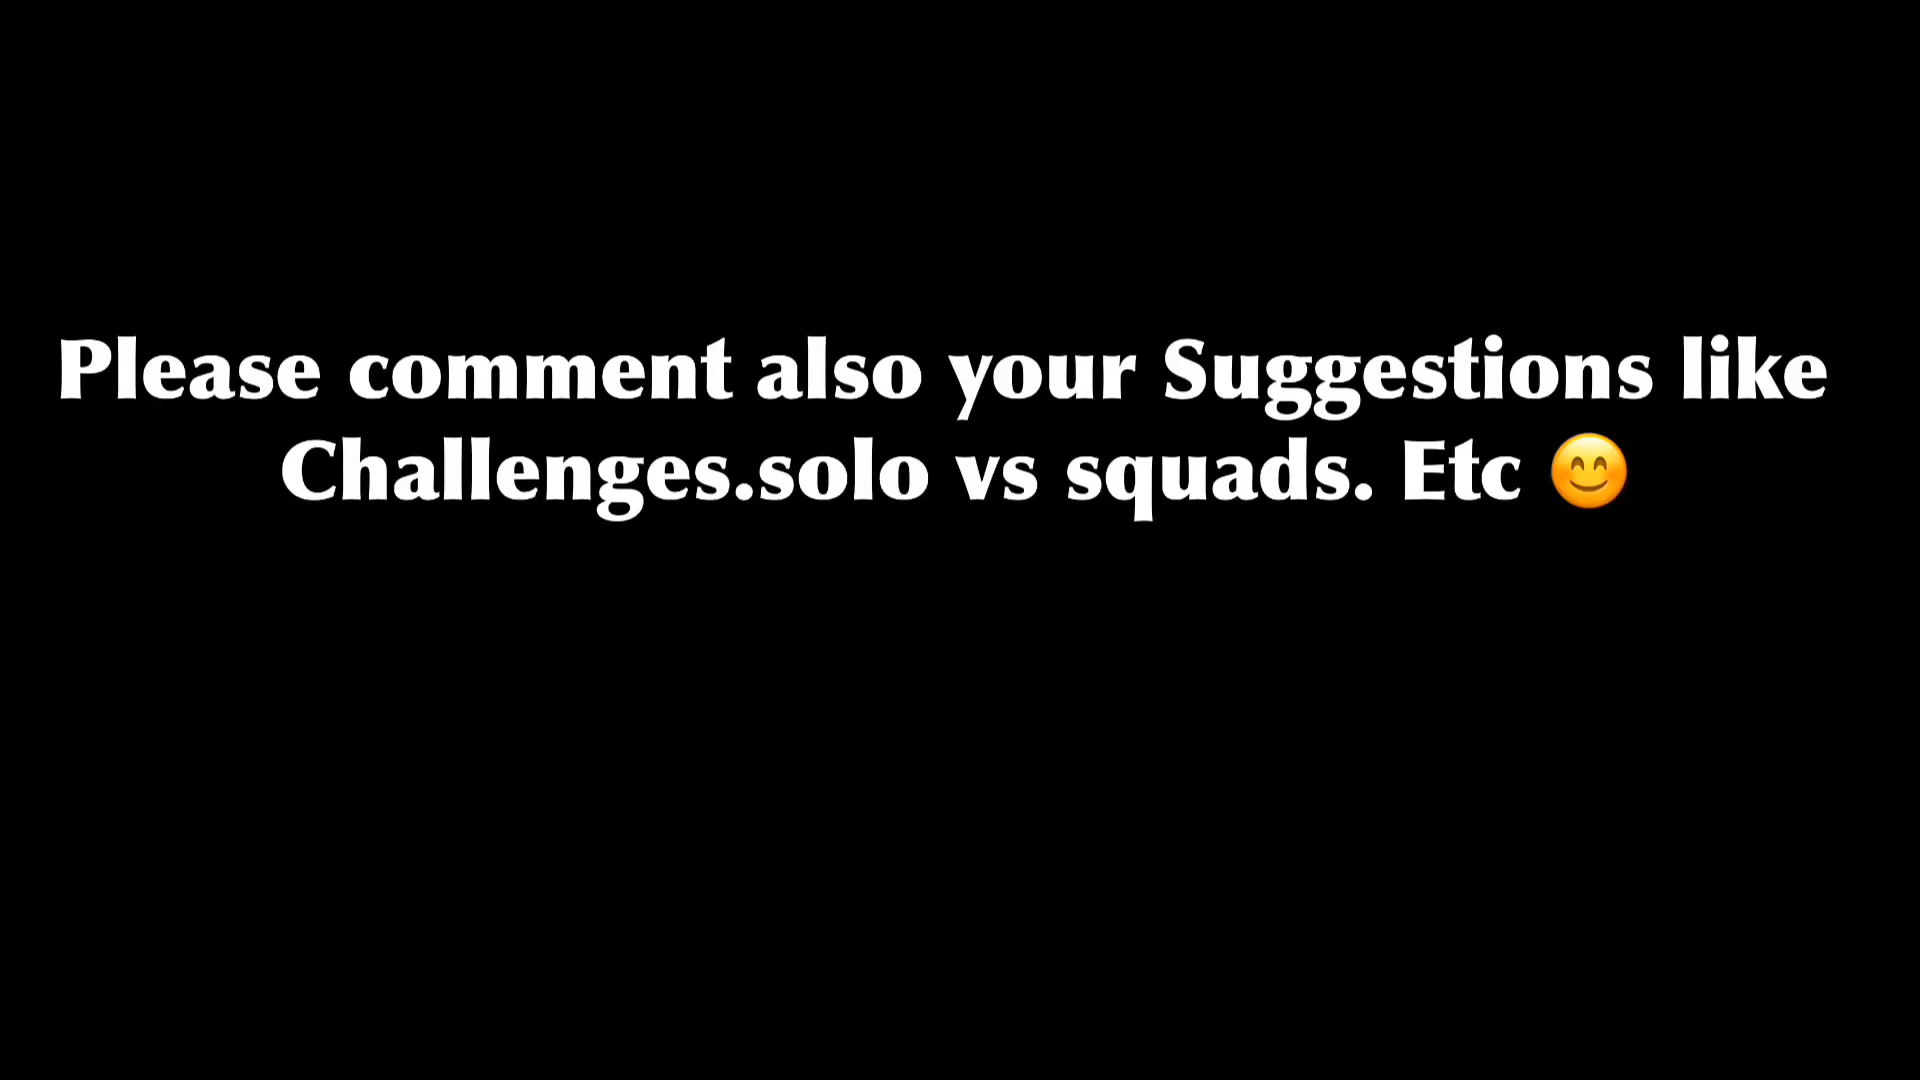 Please comment also your Suggestions like
Challenges.solo vs squads. Etc 😊